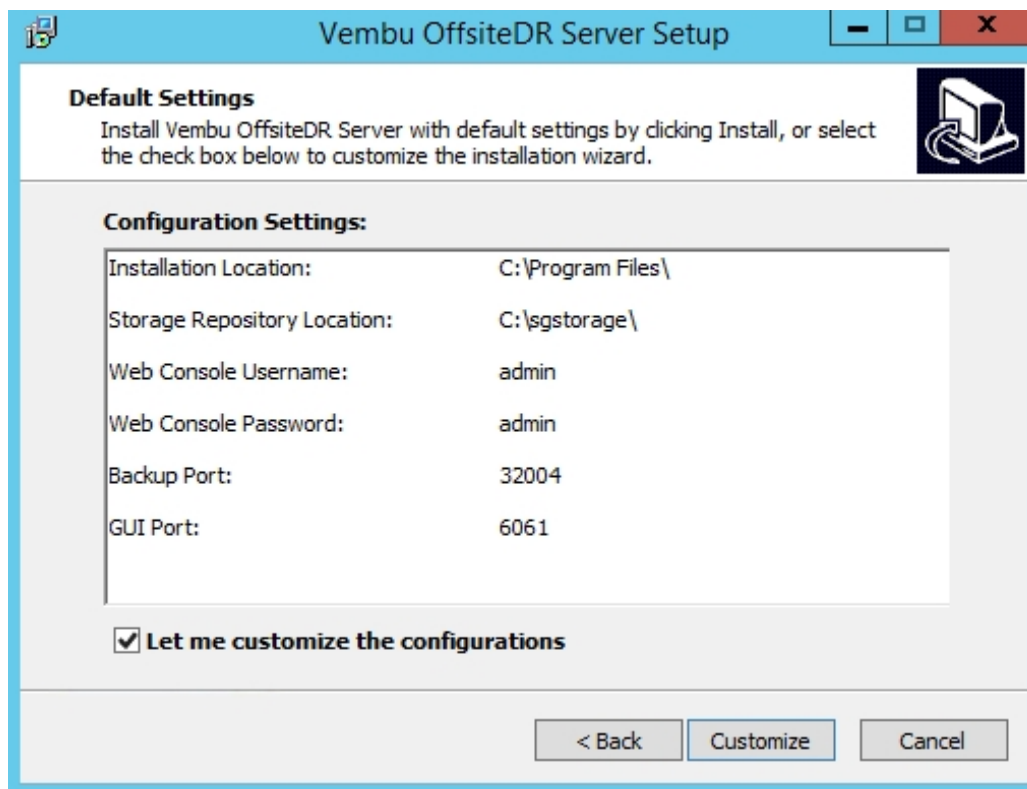 Vembu OffsiteDR Server Setup
Default Settings
Install Vembu OffsiteDR Server with default settings by clicking Install, or select
the check box below to customize the installation wizard.
Configuration Settings:
Installation Location: C:\Program Files\
Storage Repository Location: C:\sgstorage\
Web Console Username: admin
Web Console Password: admin
Backup Port: 32004
GUI Port: 6061
Let me customize the configurations
< Back Customize Cancel